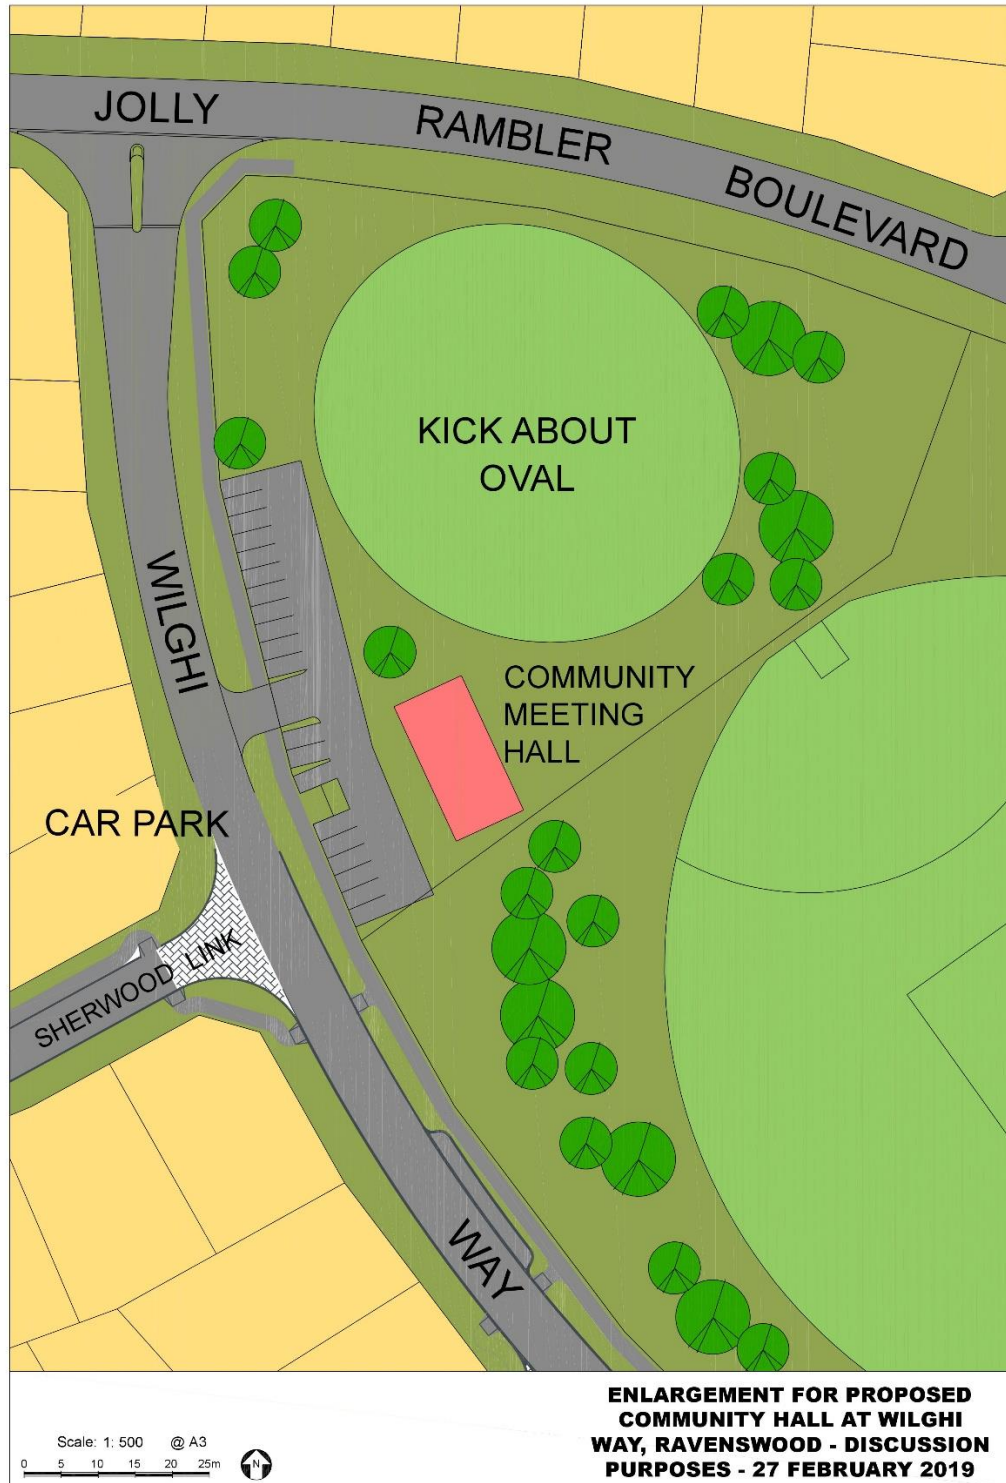 JOLLY RAMBLER BOULEVARD
KICK ABOUT
OVAL
WILGHI
COMMUNITY
MEETING
HALL
CAR PARK
SHERWOOD LINK
WAY
ENLARGEMENT FOR PROPOSED
COMMUNITY HALL AT WILGHI
WAY, RAVENSWOOD - DISCUSSION
PURPOSES - 27 FEBRUARY 2019
Scale: 1: 500 @ A3
0 5 10 15 20 25m
N